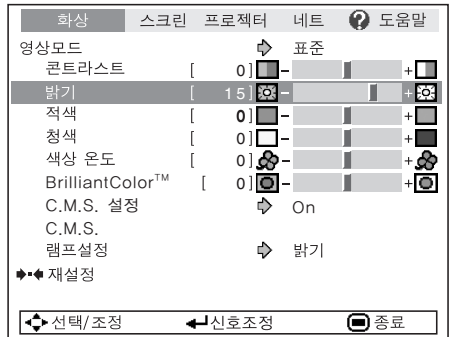 화상 스크린 프로젝터 네트 ? 도움말
영상모드 표준
콘트라스트 [ 0] - +
밝기 [ 15] - +
적색 [ 0] - +
청색 [ 0] - +
색상 온도 [ 0] - +
BrilliantColor™ [ 0] - +
C.M.S. 설정 On
C.M.S.
램프설정 밝기
재설정
선택/조정 신호조정 종료